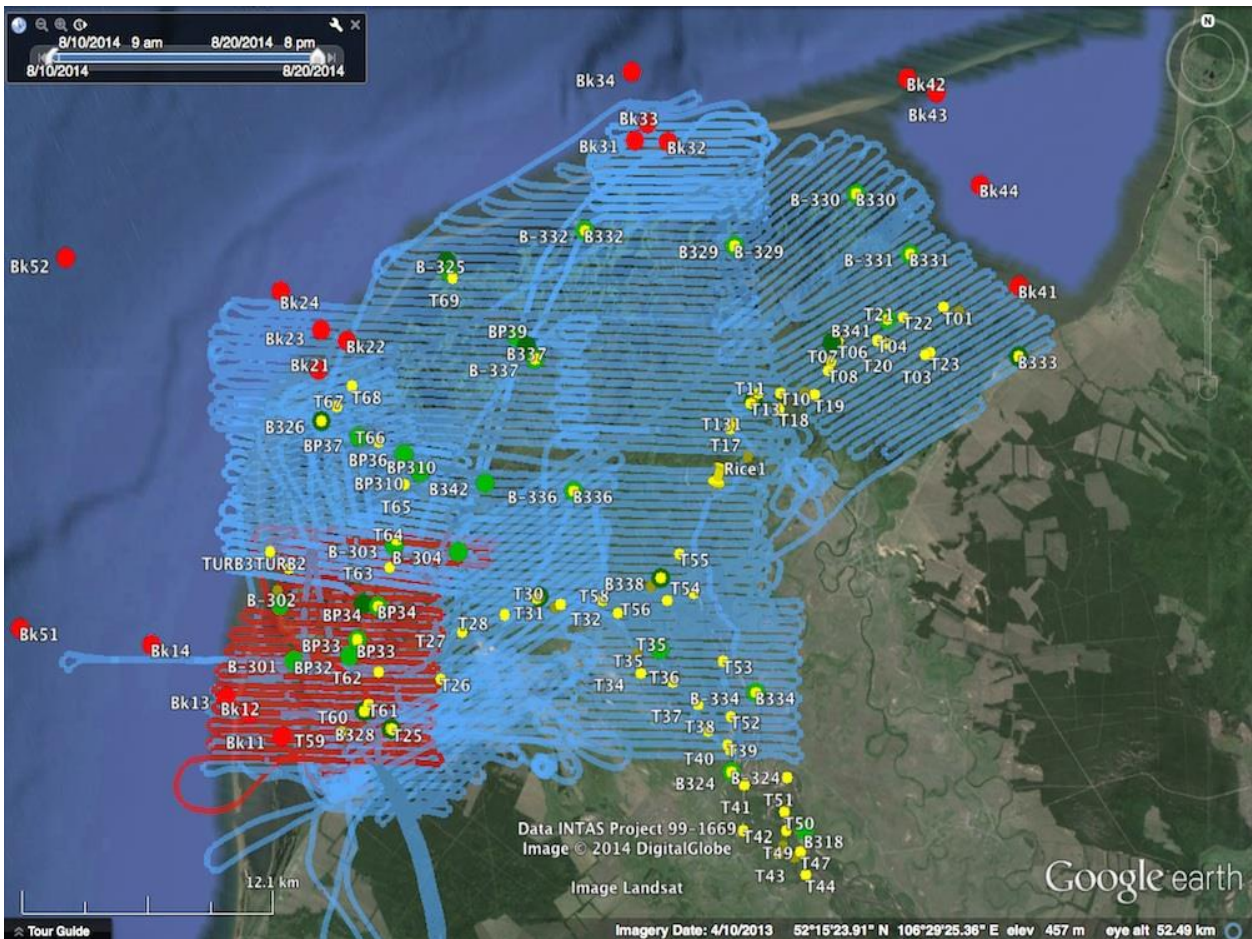 8/10/2014 9 am 8/20/2014 8 pm
8/10/2014 8/20/2014
N
Bk34
Bk42
Bk43
Bk33
Bk31
Bk32
Bk44
B-330 B330
B-332 B332
B329 B-329
B-331 B331
Bk52
B-325
T69
Bk24
Bk41
Bk23
Bk22
BP39
B337
B-337
B341
T21
T22
T01
T06
T04
T07
T20
T23
T08
T03
B333
Bk21
T68
T67
T11
T10
T19
T13
T18
B326
T131
BP37
T66
T17
BP36
BP310
BP310
B342
Rice1
T65
B-336 B336
T64
B-303
B-304
T63
TURB3TURB2
T55
B338
T54
B-302
BP34
BP34
T30
T58
T31
T32
T56
Bk51
Bk14
BP33
BP33
T27
T28
B-301
BP32
T62
T35
T35
T53
T34
T36
T26
Bk13
Bk12
B-334
B334
T60
T61
T37
T52
Bk11
T59
B328
T25
T38
T39
T40
B324
B-324
T41
T51
T50
Data INTAS Project 99-1669
T42
B318
Image © 2014 DigitalGlobe
T49
T47
T43
T44
12.1 km
Image Landsat
Google earth
Tour Guide
Imagery Date: 4/10/2013 52°15'23.91" N 106°29'25.36" E elev 457 m eye alt 52.49 km